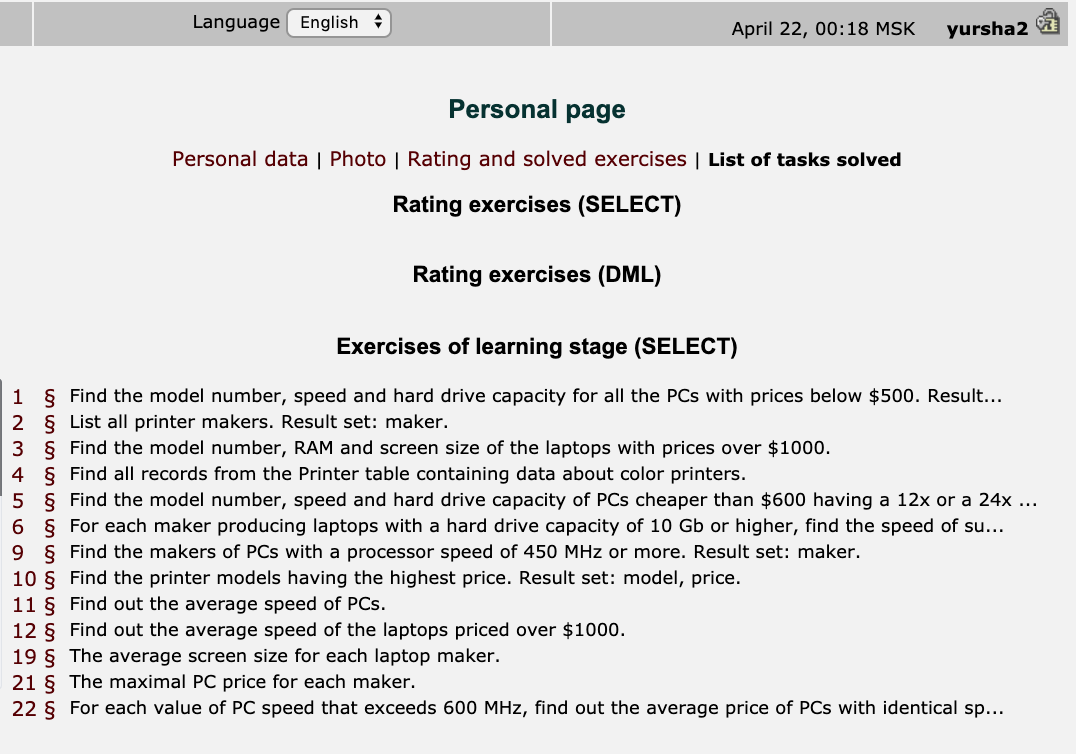 Language English April 22, 00:18 MSK yursha2
Personal page
Personal data | Photo | Rating and solved exercises | List of tasks solved
Rating exercises (SELECT)
Rating exercises (DML)
Exercises of learning stage (SELECT)
1 § Find the model number, speed and hard drive capacity for all the PCs with prices below $500. Result...
2 § List all printer makers. Result set: maker.
3 § Find the model number, RAM and screen size of the laptops with prices over $1000.
4 § Find all records from the Printer table containing data about color printers.
5 § Find the model number, speed and hard drive capacity of PCs cheaper than $600 having a 12x or a 24x ...
6 § For each maker producing laptops with a hard drive capacity of 10 Gb or higher, find the speed of su...
9 § Find the makers of PCs with a processor speed of 450 MHz or more. Result set: maker.
10 § Find the printer models having the highest price. Result set: model, price.
11 § Find out the average speed of PCs.
12 § Find out the average speed of the laptops priced over $1000.
19 § The average screen size for each laptop maker.
21 § The maximal PC price for each maker.
22 § For each value of PC speed that exceeds 600 MHz, find out the average price of PCs with identical sp...